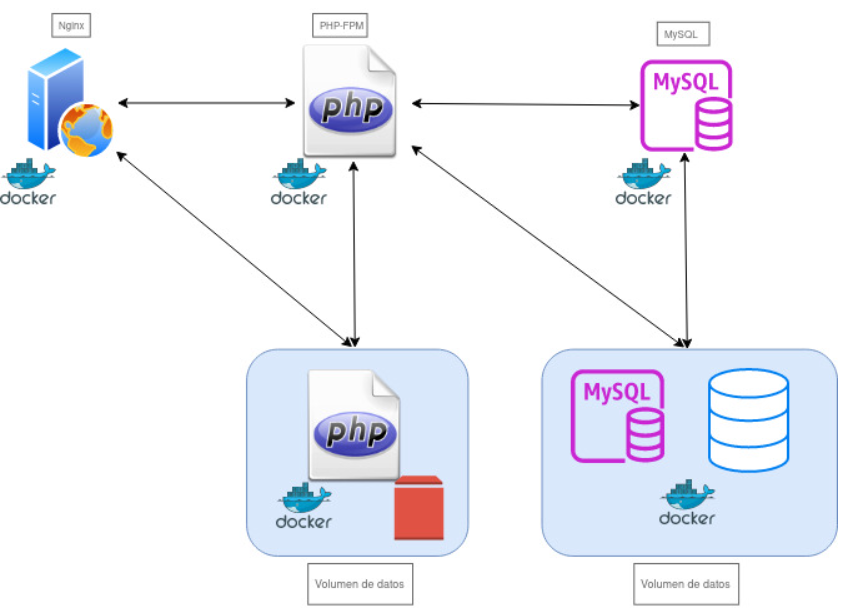 Nginx
PHP-FPM
MySQL
php
MySQL
docker
docker
docker
php
MySQL
docker
docker
Volumen de datos
Volumen de datos